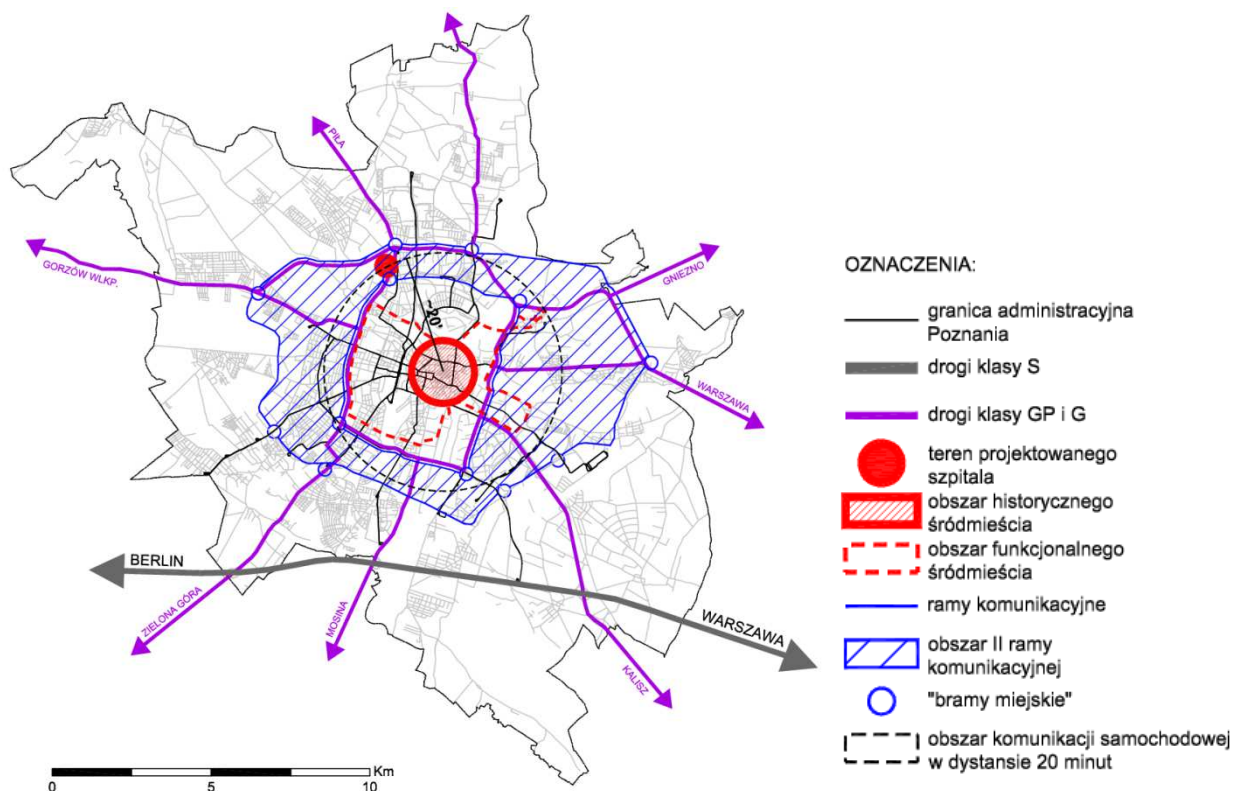 PIŁA
GORZÓW WLKP.
GNIEZNO
~20'
WARSZAWA
BERLIN
ZIELONA GÓRA
MOSINA
KALISZ
WARSZAWA
Km
0 5 10
OZNACZENIA:
granica administracyjna
Poznania
drogi klasy S
drogi klasy GP i G
teren projektowanego
szpitala
obszar historycznego
śródmieścia
obszar funkcjonalnego
śródmieścia
ramy komunikacyjne
obszar II ramy
komunikacyjnej
"bramy miejskie"
obszar komunikacji samochodowej
w dystansie 20 minut